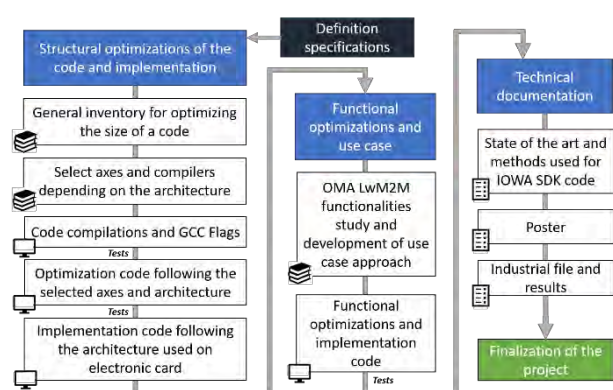 Definition
specifications
Structural optimizations of the
code and implementation
General inventory for optimizing
the size of a code
Select axes and compilers
depending on the architecture
Code compilations and GCC Flags
Tests
Optimization code following the
selected axes and architecture
Tests
Implementation code following
the architecture used on
electronic card
Functional
optimizations and
use case
OMA LwM2M
functionalities
study and
development of use
case approach
Functional
optimizations and
implementation
code
Tests
Technical
documentation
State of the art and
methods used for
IOWA SDK code
Poster
Industrial file and
results
Finalization of the
project